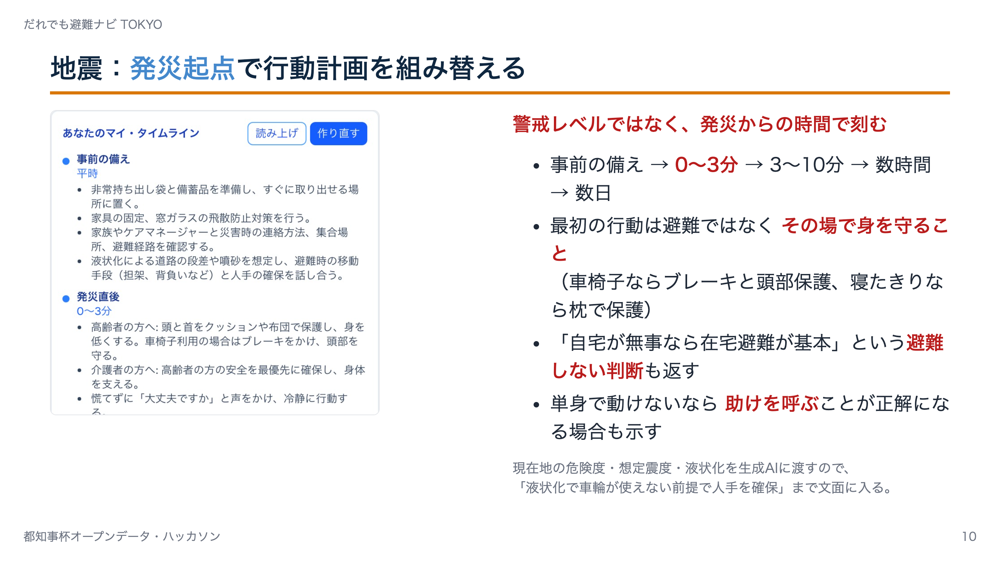 だれでも避難ナビ TOKYO
地震：発災起点で行動計画を組み替える
あなたのマイ・タイムライン
読み上げ
作り直す
事前の備え
平時
• 非常持ち出し袋と備蓄品を準備し、すぐに取り出せる場
所に置く。
• 家具の固定、窓ガラスの飛散防止対策を行う。
• 家族やケアマネージャーと災害時の連絡方法、集合場
所、避難経路を確認する。
• 液状化による道路の段差や噴砂を想定し、避難時の移動
手段（担架、背負いなど）と人手の確保を話し合う。
発災直後
0〜3分
• 高齢者の方へ: 頭と首をクッションや布団で保護し、身を
低くする。車椅子利用の場合はブレーキをかけ、頭部を
守る。
• 介護者の方へ: 高齢者の方の安全を最優先に確保し、身体
を支える。
• 慌てずに「大丈夫ですか」と声をかけ、冷静に行動す
る。
警戒レベルではなく、発災からの時間で刻む
• 事前の備え → 0〜3分 → 3〜10分 → 数時間
→ 数日
• 最初の行動は避難ではなく その場で身を守るこ
と
（車椅子ならブレーキと頭部保護、寝たきりな
ら枕で保護）
• 「自宅が無事なら在宅避難が基本」という避難
しない判断も返す
• 単身で動けないなら 助けを呼ぶことが正解にな
る場合も示す
現在地の危険度・想定震度・液状化を生成AIに渡すので、
「液状化で車輪が使えない前提で人手を確保」まで文面に入る。
都知事杯オープンデータ・ハッカソン
10